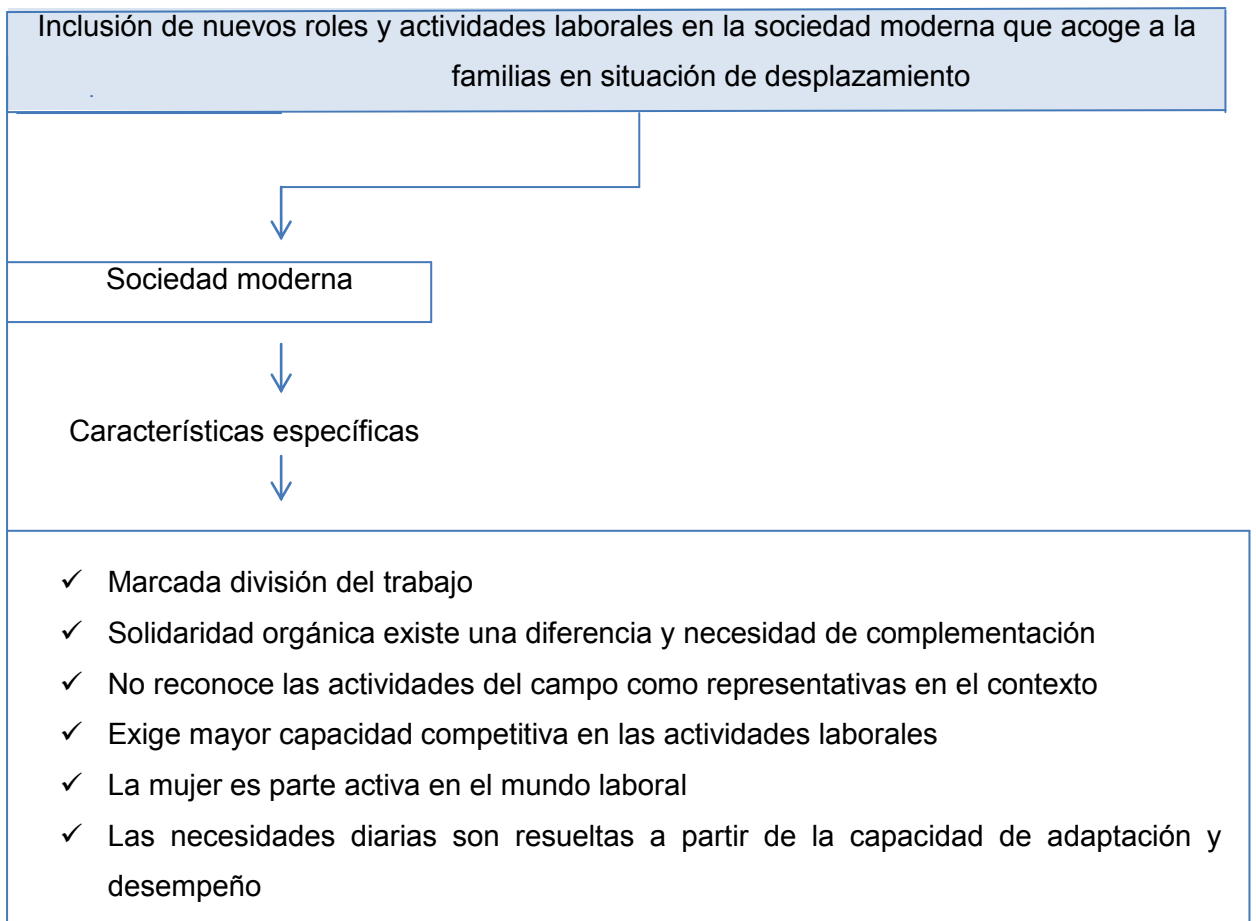 Inclusión de nuevos roles y actividades laborales en la sociedad moderna que acoge a la
familias en situación de desplazamiento
Sociedad moderna
Características específicas
✓ Marcada división del trabajo
✓ Solidaridad orgánica existe una diferencia y necesidad de complementación
✓ No reconoce las actividades del campo como representativas en el contexto
✓ Exige mayor capacidad competitiva en las actividades laborales
✓ La mujer es parte activa en el mundo laboral
✓ Las necesidades diarias son resueltas a partir de la capacidad de adaptación y
desempeño